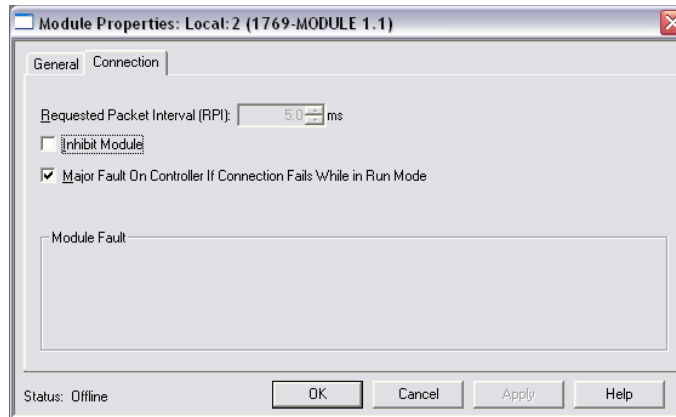 Module Properties: Local:2 (1769-MODULE 1.1)
General Connection
Requested Packet Interval (RPI): 5.0 ms
Inhibit Module
Major Fault On Controller If Connection Fails While in Run Mode
Module Fault
Status: Offline OK Cancel Apply Help